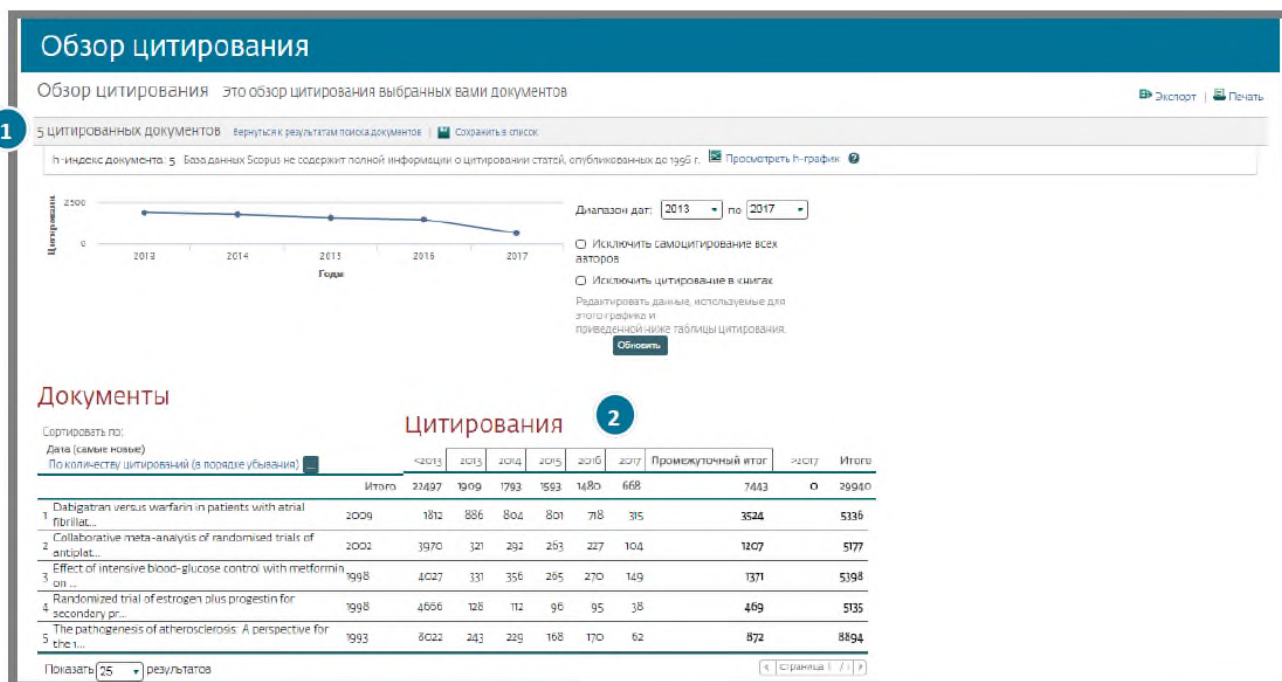 Обзор цитирования
Обзор цитирования Это обзор цитирования выбранных вами документов
Экспорт | Печать
1
5 цитированных документов Вернуться к результатам поиска документов | Сохранить в список
h-индекс документа: 5 База данных Scopus не содержит полной информации о цитировании статей, опубликованных до 1996 г. Просмотреть h-график ?
Цитирования
2500
0
2013 2014 2015 2016 2017
Годы
Диапазон дат: 2013 по 2017
Исключить самоцитирование всех
авторов
Исключить цитирование в книгах
Редактировать данные, используемые для
этого графика и
приведенной ниже таблицы цитирования.
Обновить
Документы
Цитирования 2
Сортировать по:
Дата (самые новые)
По количеству цитирований (в порядке убывания) ...
<2013 2013 2014 2015 2016 2017 Промежуточный итог >2017 Итого
Итого 22497 1909 1793 1593 1480 668 7443 0 29940
1 Dabigatran versus warfarin in patients with atrial
fibrillat... 2009 1812 886 804 801 718 315 3524 5336
2 Collaborative meta-analysis of randomised trials of
antiplat... 2002 3970 321 292 263 227 104 1207 5177
3 Effect of intensive blood-glucose control with metformin
on ... 1998 4027 331 356 265 270 149 1371 5398
4 Randomized trial of estrogen plus progestin for
secondary pr... 1998 4666 128 112 96 95 38 469 5135
5 The pathogenesis of atherosclerosis: A perspective for
the 1... 1993 8022 243 229 168 170 62 872 8894
Показать 25 результатов
Страница 1 / 1